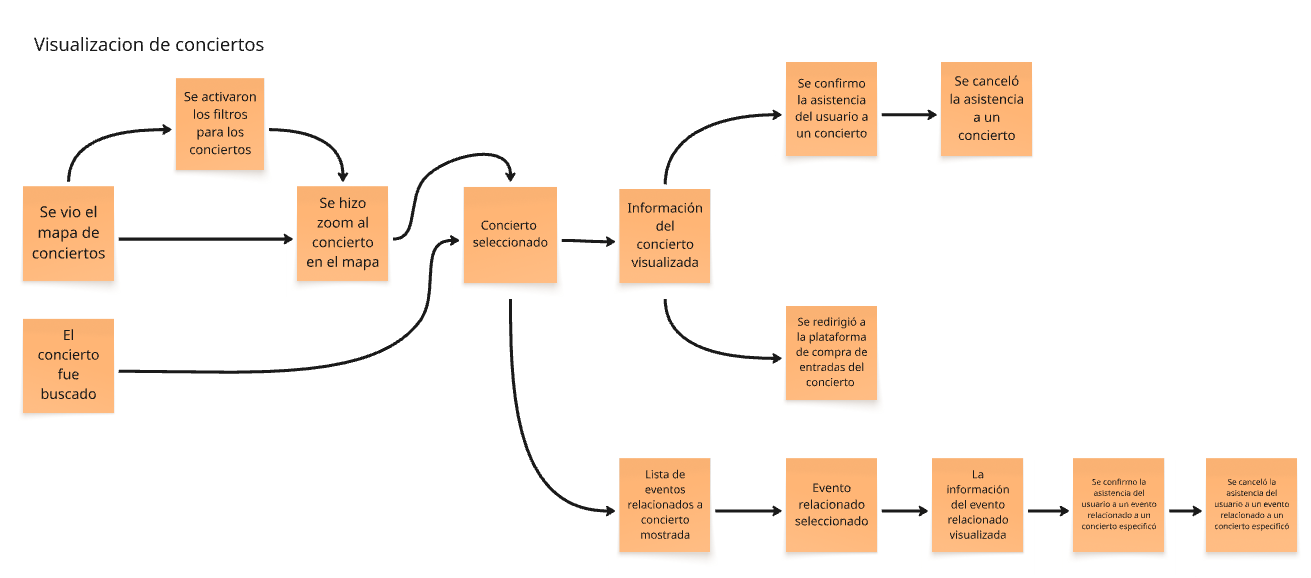 Visualizacion de conciertos
Se activaron
los filtros
para los
conciertos
Se vio el
mapa de
conciertos
Se hizo
zoom al
concierto
en el mapa
El
concierto
fue
buscado
Concierto
seleccionado
Información
del
concierto
visualizada
Se confirmo
la asistencia
del usuario a
un concierto
Se canceló
la asistencia
a un
concierto
Se redirigió a
la plataforma
de compra de
entradas del
concierto
Lista de
eventos
relacionados a
concierto
mostrada
Evento
relacionado
seleccionado
La
información
del evento
relacionado
visualizada
Se confirmo la
asistencia del
usuario a un evento
relacionado a un
concierto especificó
Se canceló la
asistencia del
usuario a un evento
relacionado a un
concierto especificó